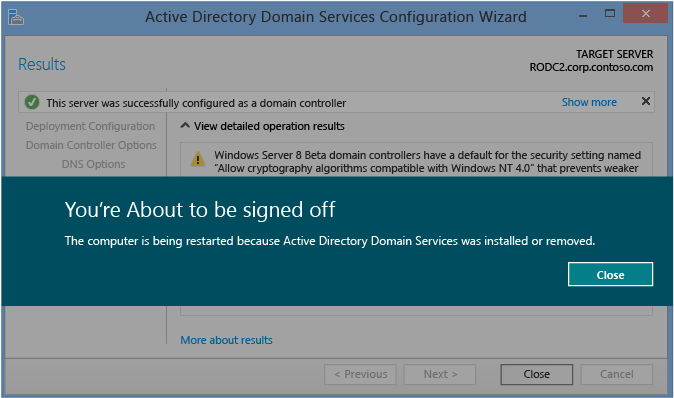 Active Directory Domain Services Configuration Wizard
Results
TARGET SERVER
RODC2.corp.contoso.com
This server was successfully configured as a domain controller
Show more
Deployment Configuration
Domain Controller Options
DNS Options
View detailed operation results
Windows Server 8 Beta domain controllers have a default for the security setting named
“Allow cryptography algorithms compatible with Windows NT 4.0” that prevents weaker
You’re About to be signed off
The computer is being restarted because Active Directory Domain Services was installed or removed.
Close
More about results
< Previous
Next >
Close
Cancel